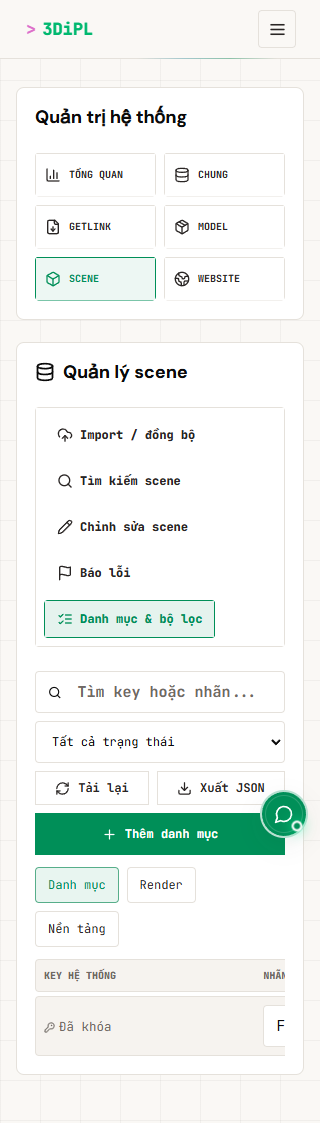 > 3DiPL
Quản trị hệ thống
TỔNG QUAN
CHUNG
GETLINK
MODEL
SCENE
WEBSITE
Quản lý scene
Import / đồng bộ
Tìm kiếm scene
Chỉnh sửa scene
Báo lỗi
Danh mục & bộ lọc
Tìm key hoặc nhãn...
Tất cả trạng thái
Tải lại
Xuất JSON
+ Thêm danh mục
Danh mục
Render
Nền tảng
KEY HỆ THỐNG
NHÃN
Đã khóa
F